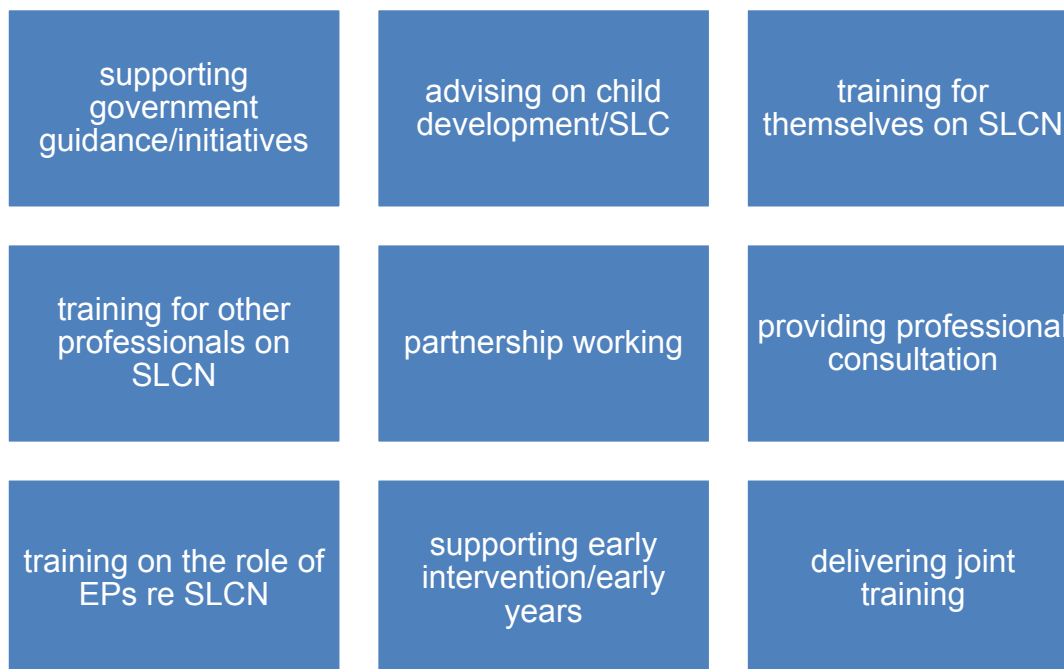 supporting
government
guidance/initiatives
advising on child
development/SLC
training for
themselves on SLCN
training for other
professionals on
SLCN
partnership working
providing professional
consultation
training on the role of
EPs re SLCN
supporting early
intervention/early
years
delivering joint
training